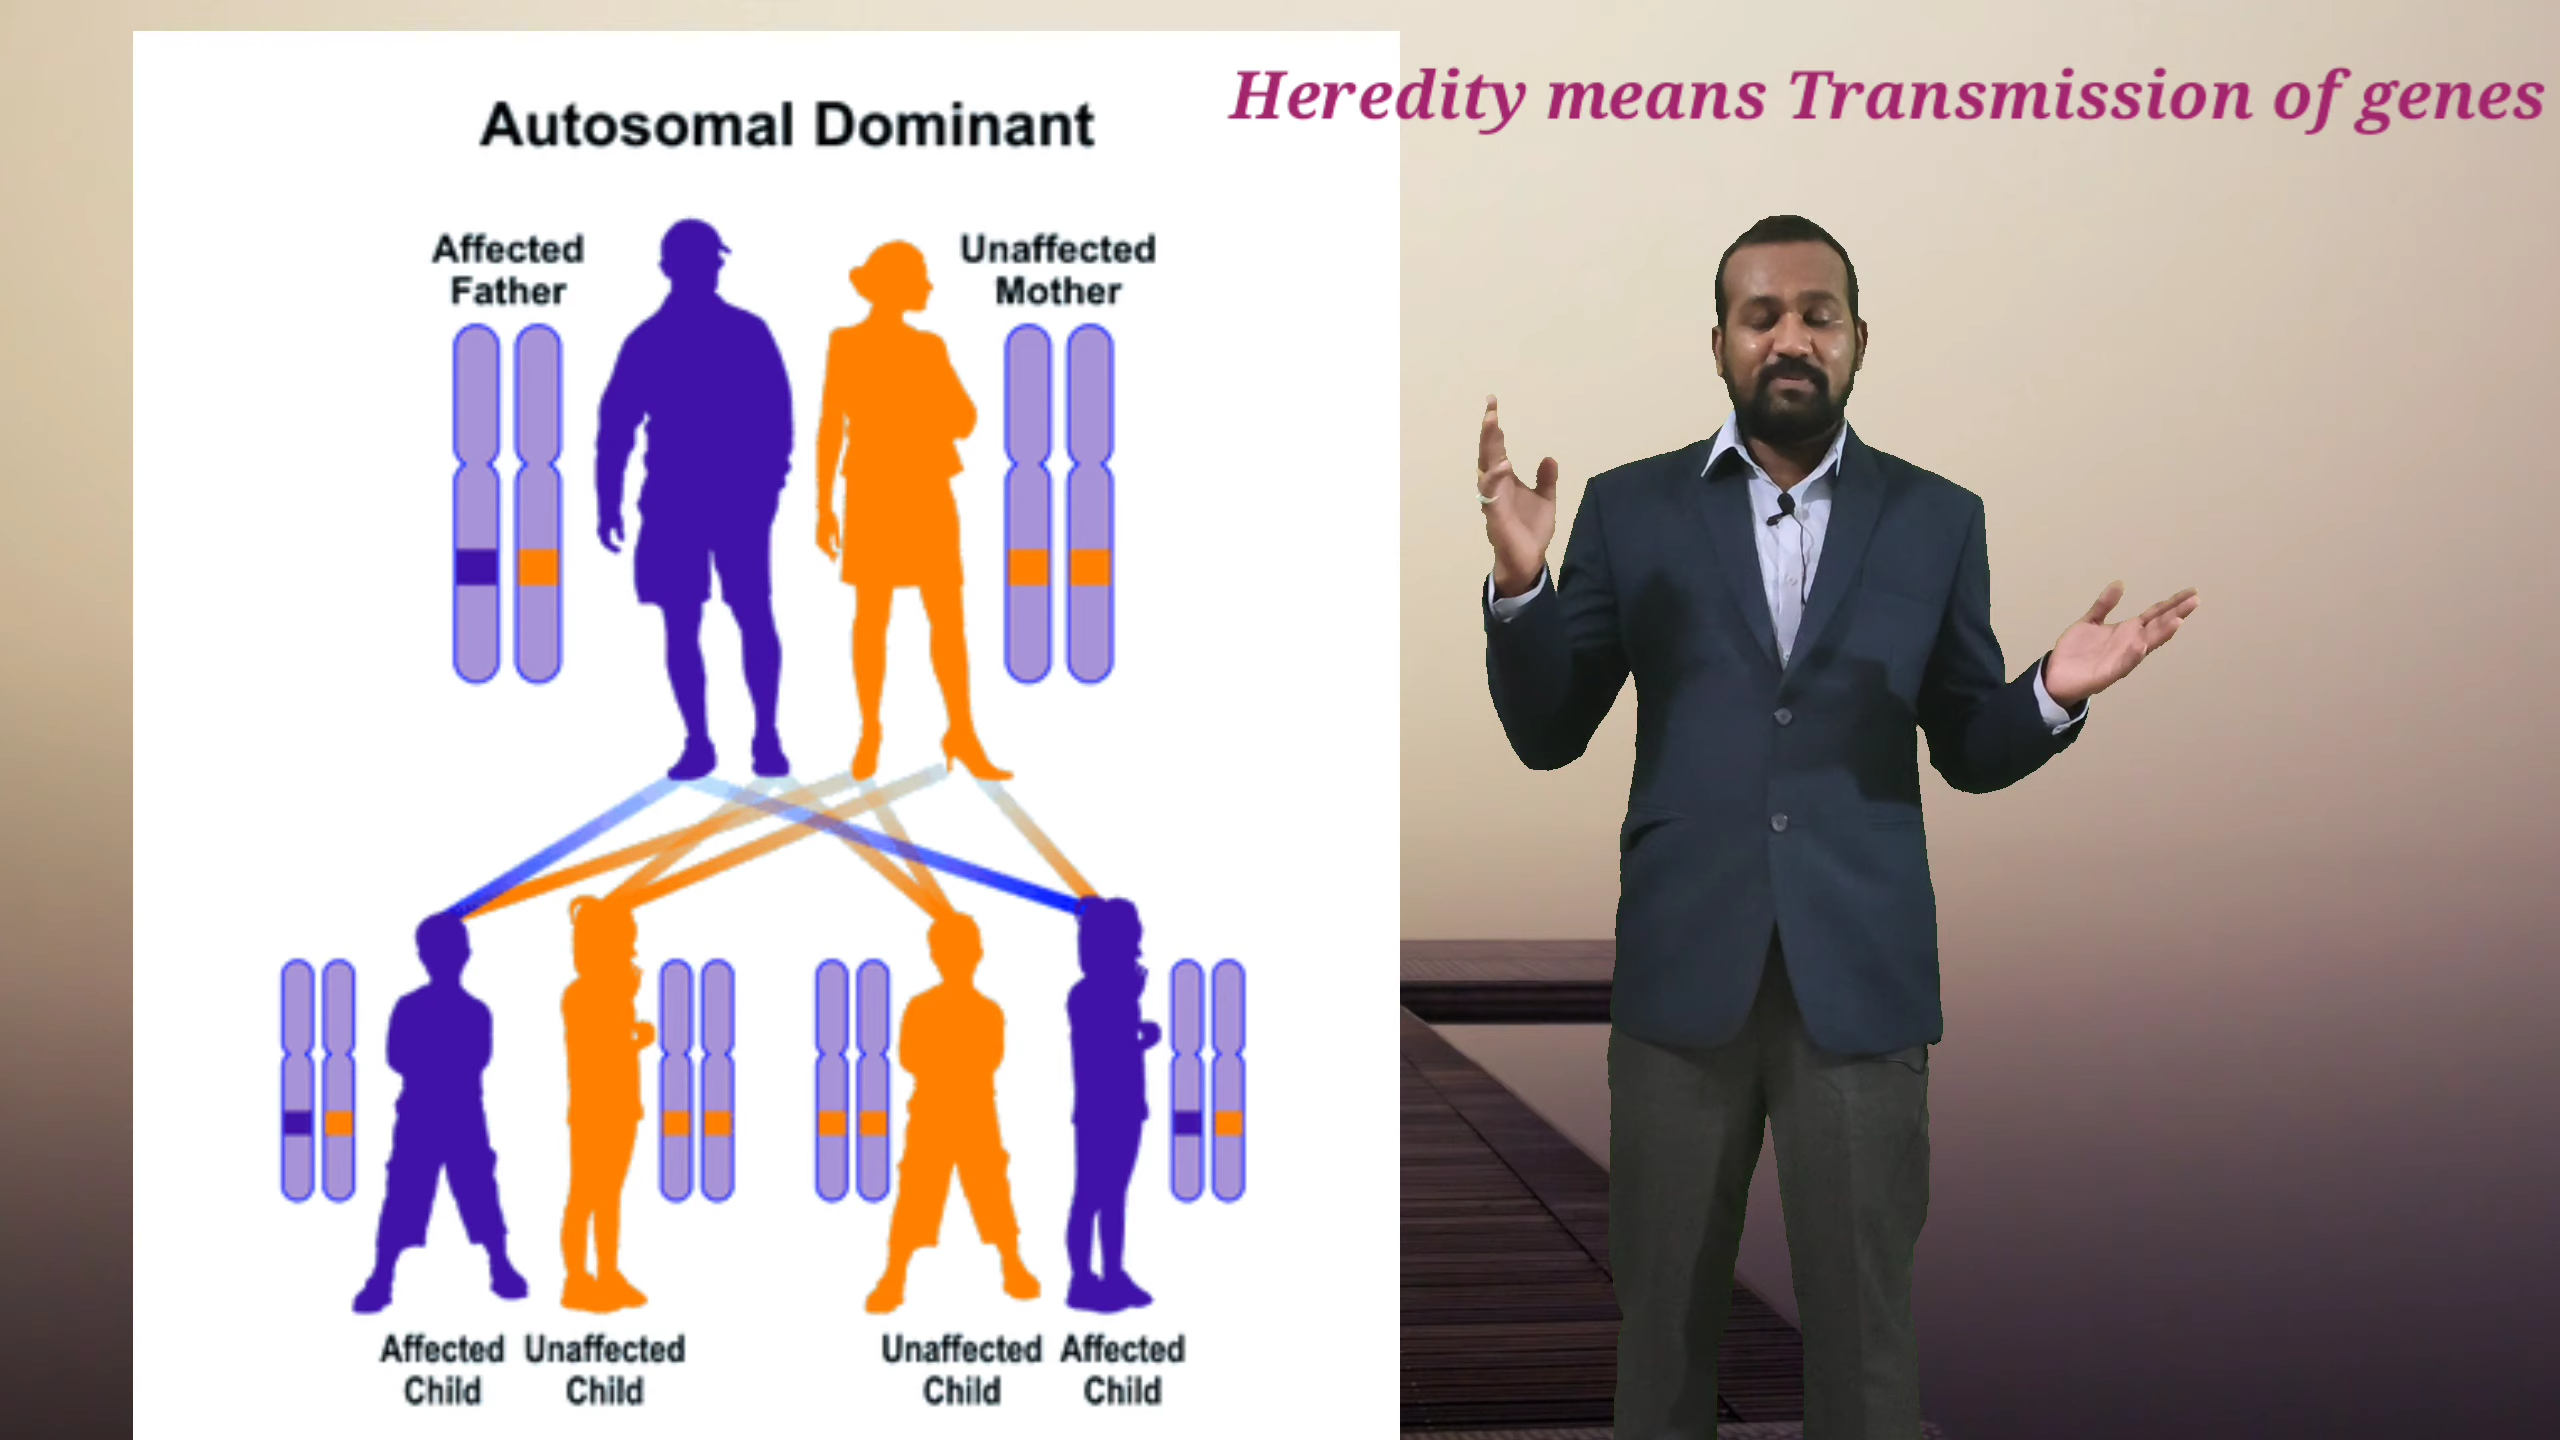 Heredity means Transmission of genes
Autosomal Dominant
Affected
Father
Unaffected
Mother
Affected
Child
Unaffected
Child
Unaffected
Child
Affected
Child